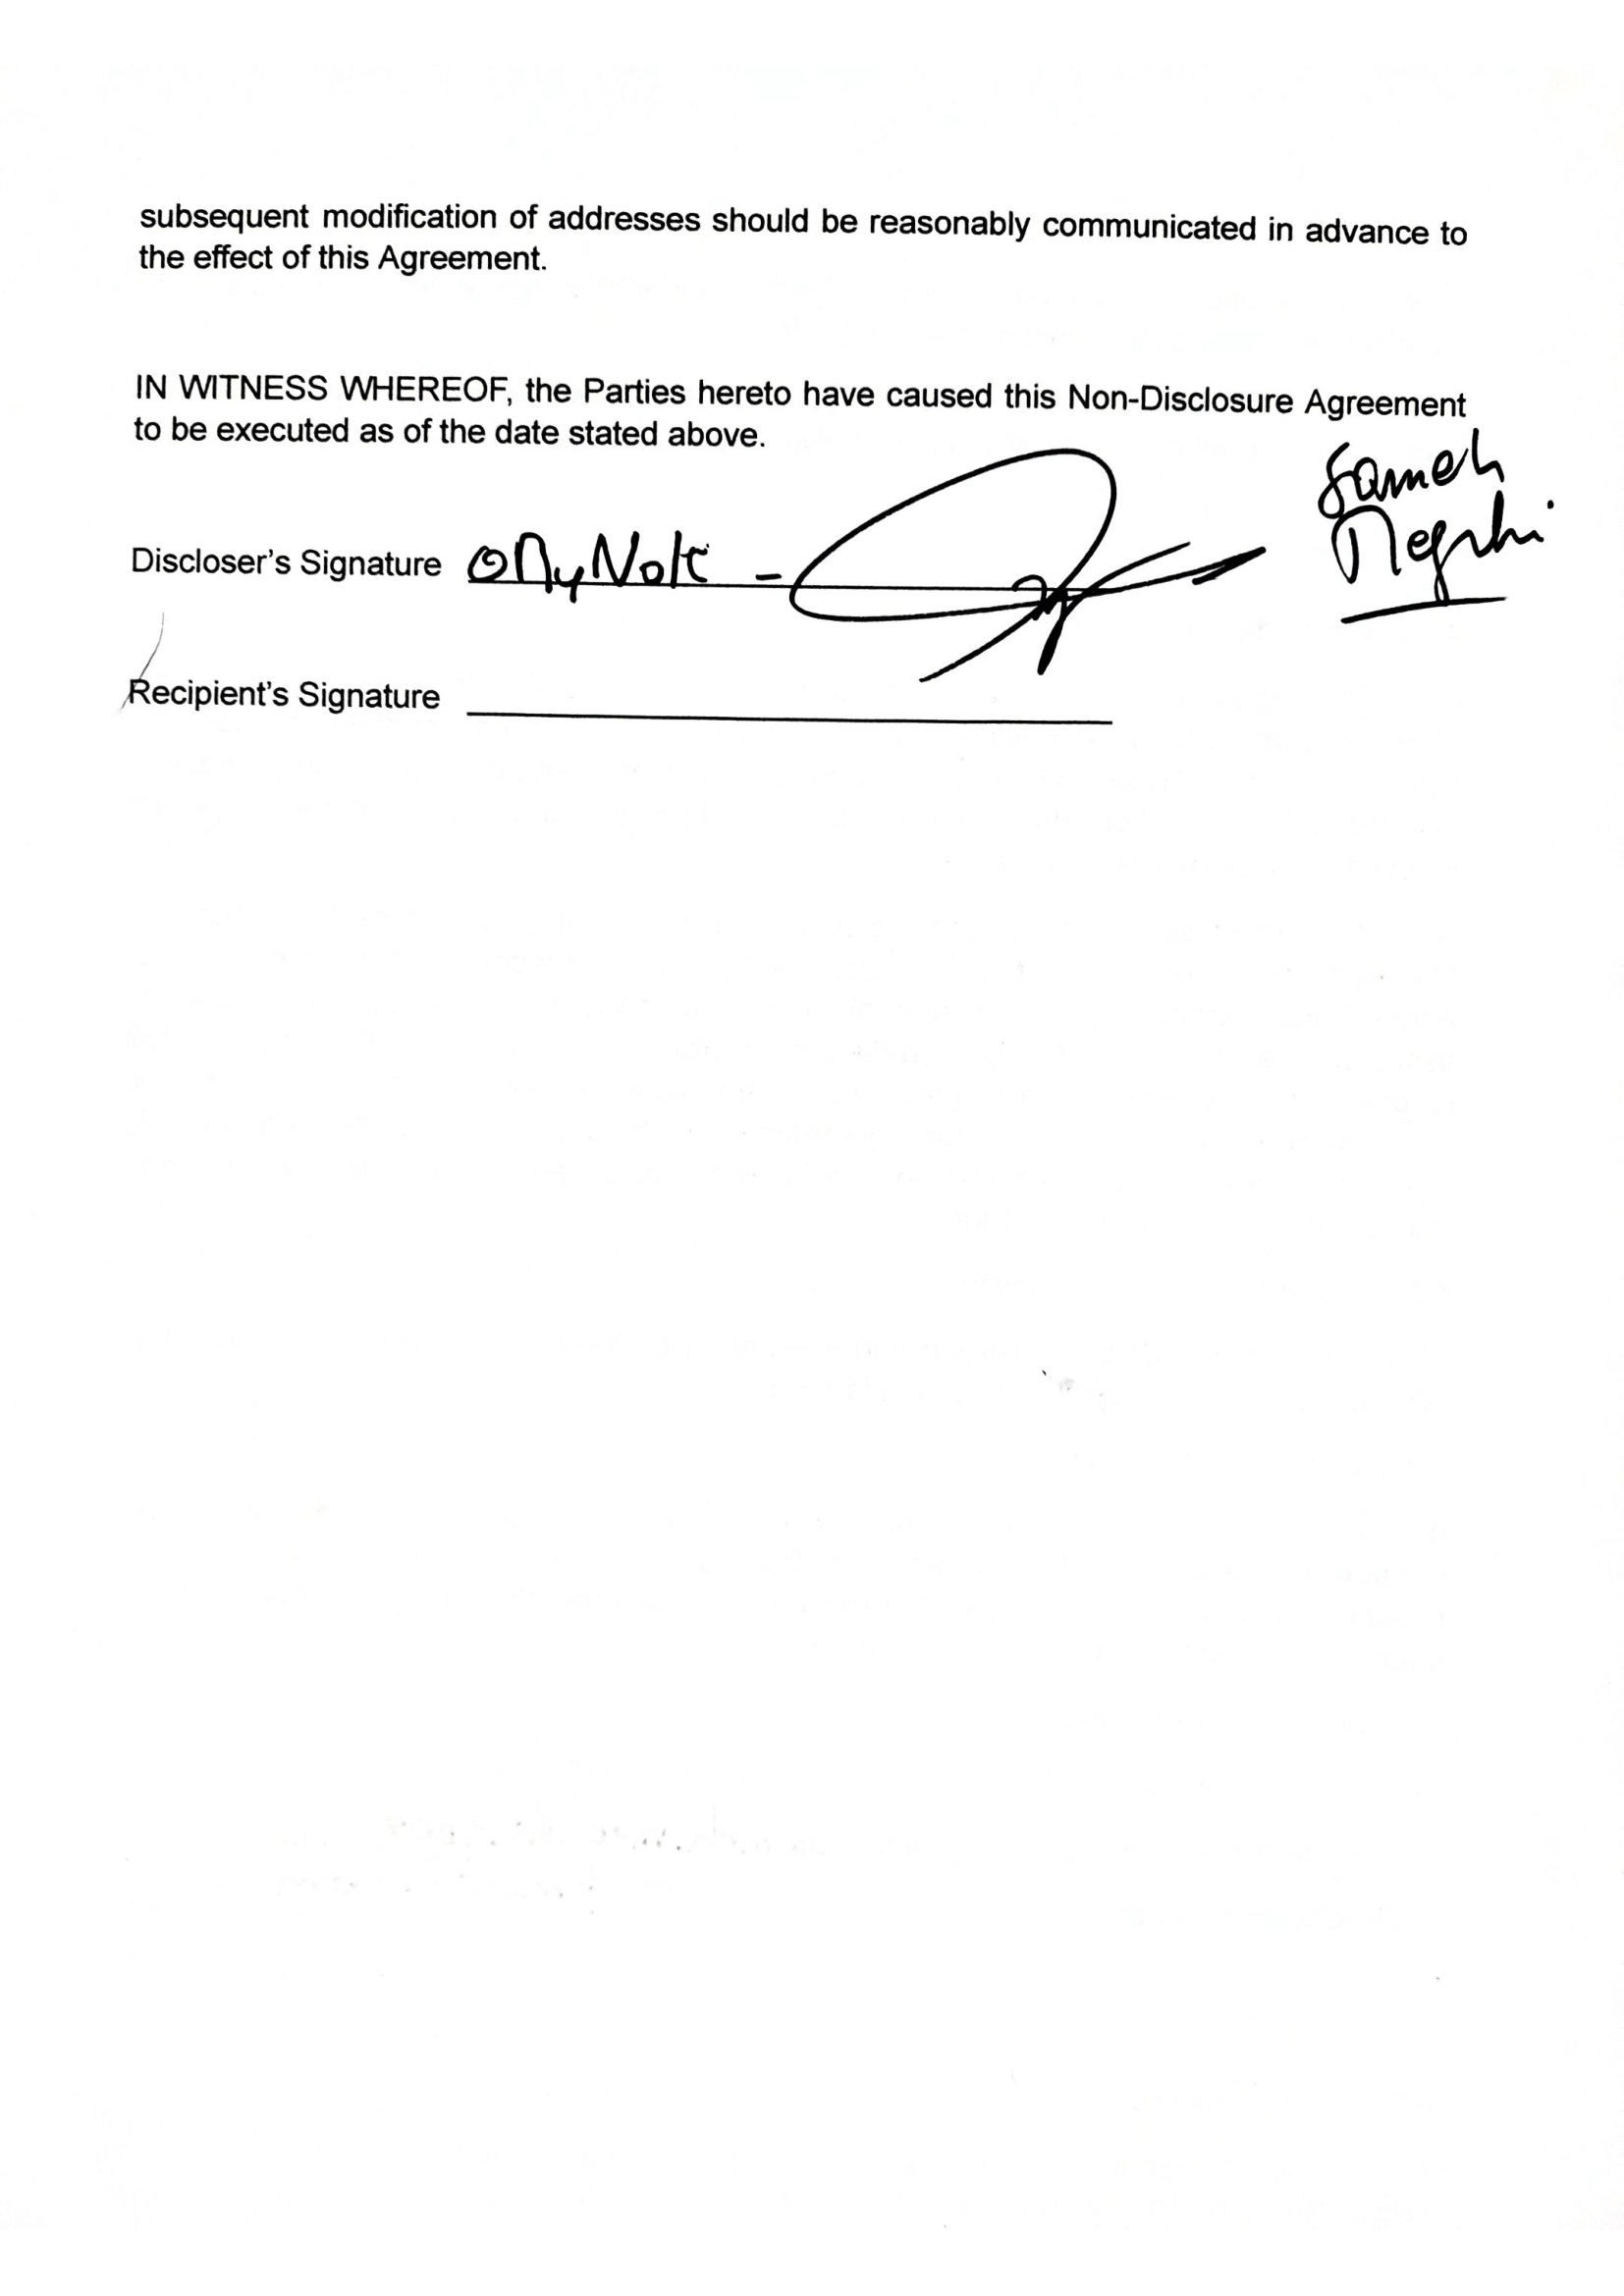 subsequent modification of addresses should be reasonably communicated in advance to
the effect of this Agreement.
IN WITNESS WHEREOF, the Parties hereto have caused this Non-Disclosure Agreement
to be executed as of the date stated above.
Sameh
Discloser's Signature
Recipient's Signature